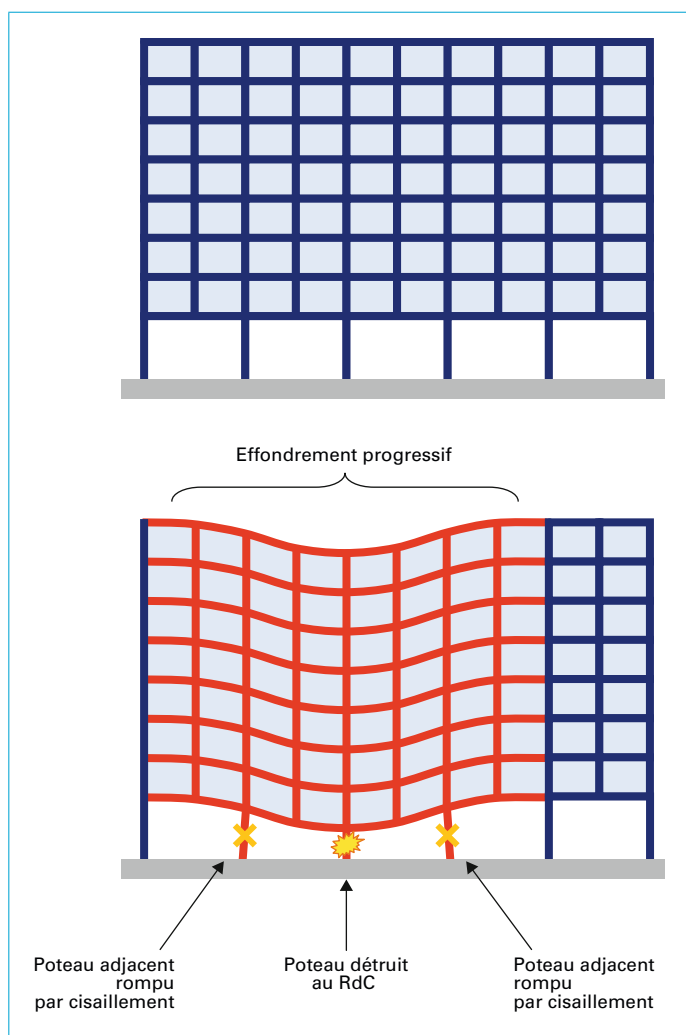 Effondrement progressif
Poteau adjacent
rompu
par cisaillement
Poteau détruit
au RdC
Poteau adjacent
rompu
par cisaillement